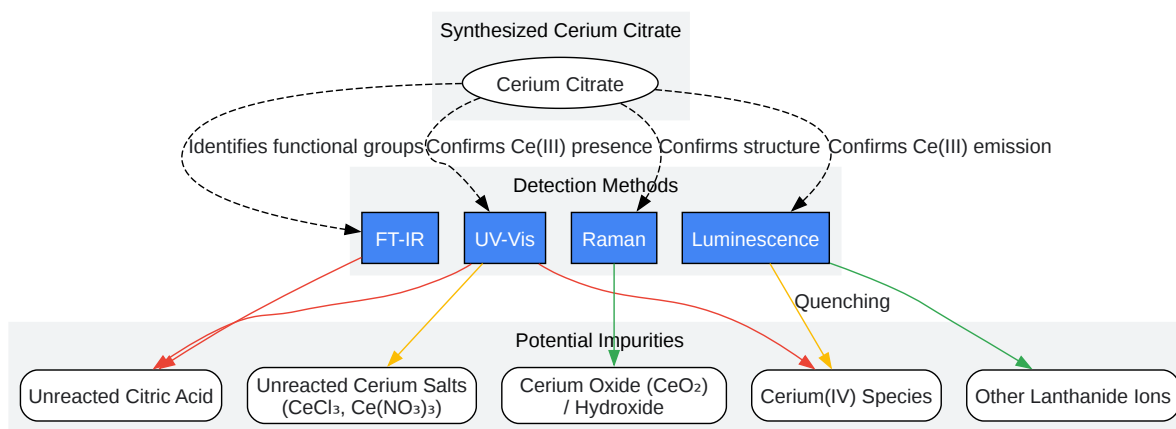 Synthesized Cerium Citrate
Cerium Citrate
Identifies functional groups
Confirms Ce(III) presence
Confirms structure
Confirms Ce(III) emission
Detection Methods
FT-IR
UV-Vis
Raman
Luminescence
Quenching
Potential Impurities
Unreacted Citric Acid
Unreacted Cerium Salts
(CeCl₃, Ce(NO₃)₃)
Cerium Oxide (CeO₂)
/ Hydroxide
Cerium(IV) Species
Other Lanthanide Ions